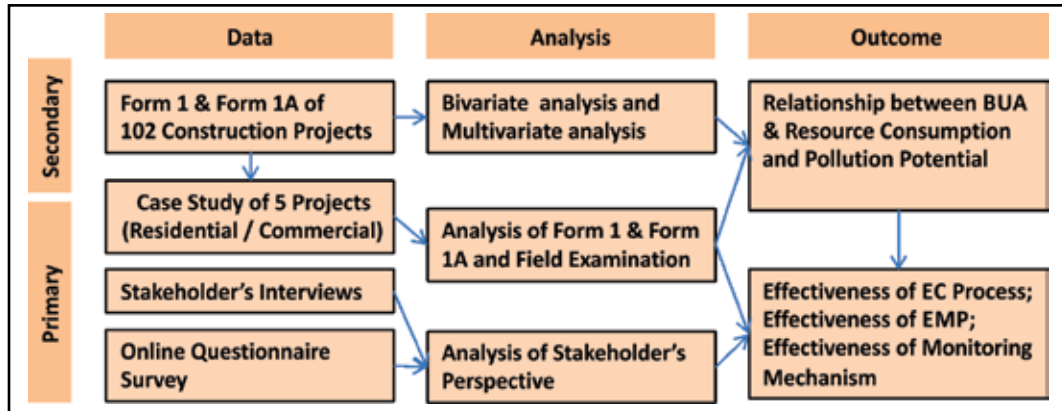 Data
Analysis
Outcome
Secondary
Form 1 & Form 1A of
102 Construction Projects
Bivariate analysis and
Multivariate analysis
Relationship between BUA
& Resource Consumption
and Pollution Potential
Primary
Case Study of 5 Projects
(Residential / Commercial)
Analysis of Form 1 & Form
1A and Field Examination
Stakeholder's Interviews
Online Questionnaire
Survey
Analysis of Stakeholder's
Perspective
Effectiveness of EC Process;
Effectiveness of EMP;
Effectiveness of Monitoring
Mechanism